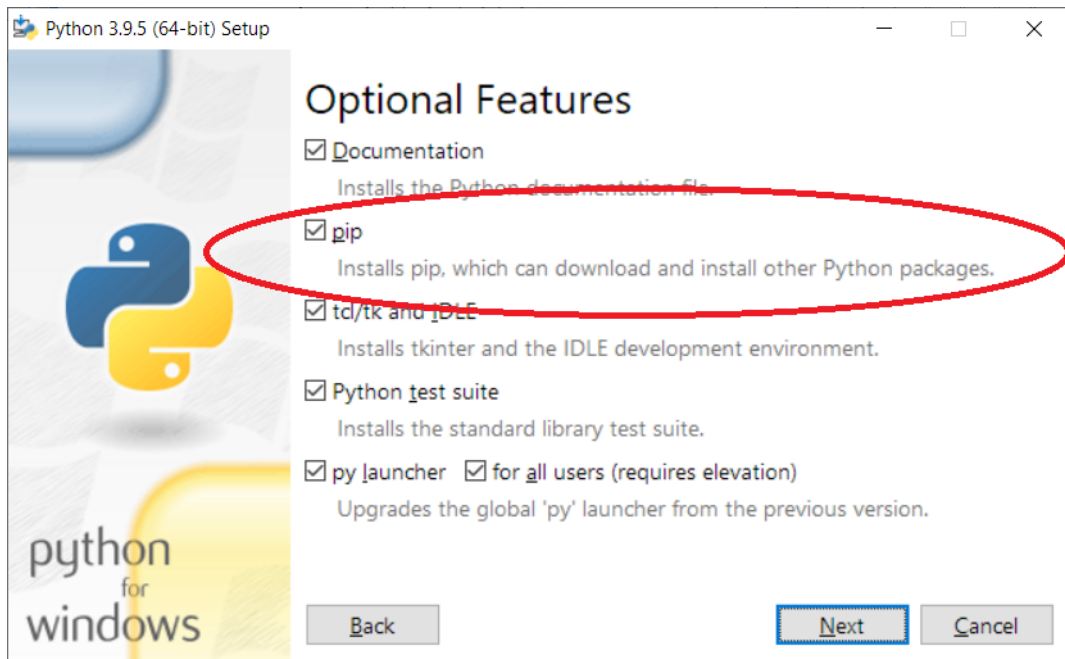 Python 3.9.5 (64-bit) Setup
Optional Features
Documentation
Installs the Python documentation file.
pip
Installs pip, which can download and install other Python packages.
tcl/tk and IDLE
Installs tkinter and the IDLE development environment.
Python test suite
Installs the standard library test suite.
py launcher for all users (requires elevation)
Upgrades the global 'py' launcher from the previous version.
python
for
windows
Back Next Cancel